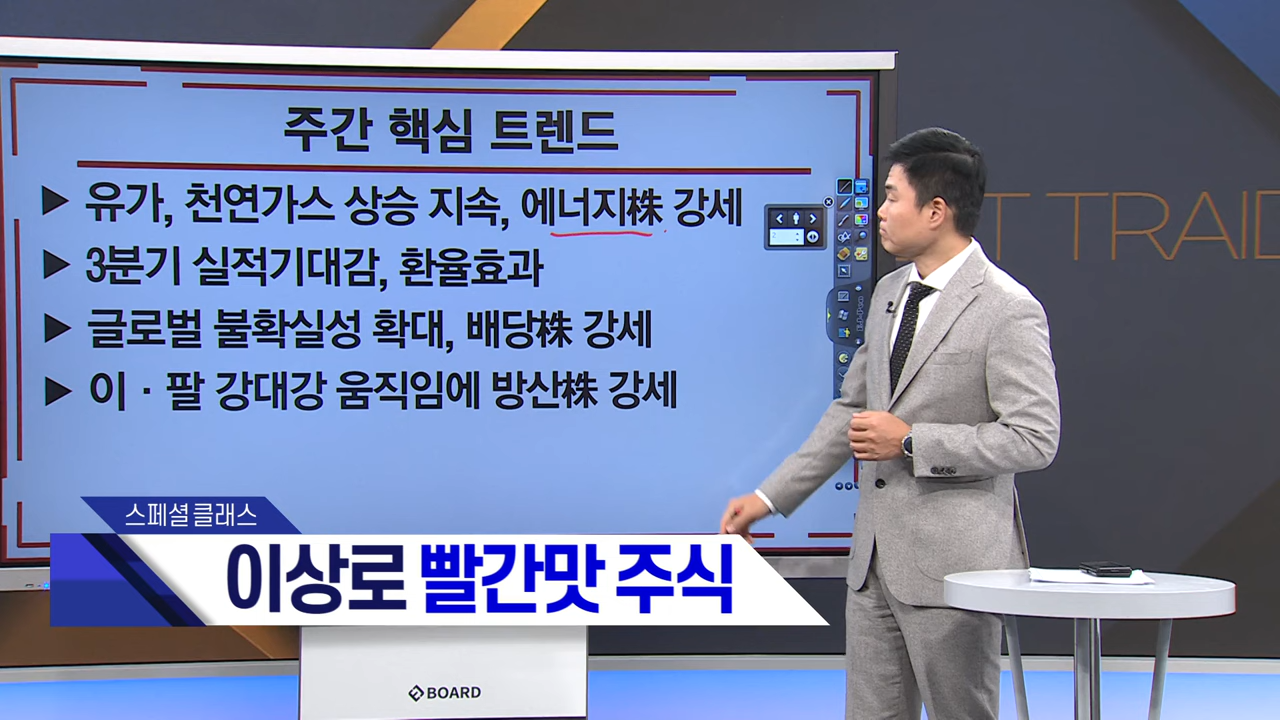 주간 핵심 트렌드
▶ 유가, 천연가스 상승 지속, 에너지株 강세
▶ 3분기 실적기대감, 환율효과
▶ 글로벌 불확실성 확대, 배당株 강세
▶ 이 · 팔 강대강 움직임에 방산株 강세
T TRAID
스페셜 클래스
이상로 빨간맛 주식
BOARD